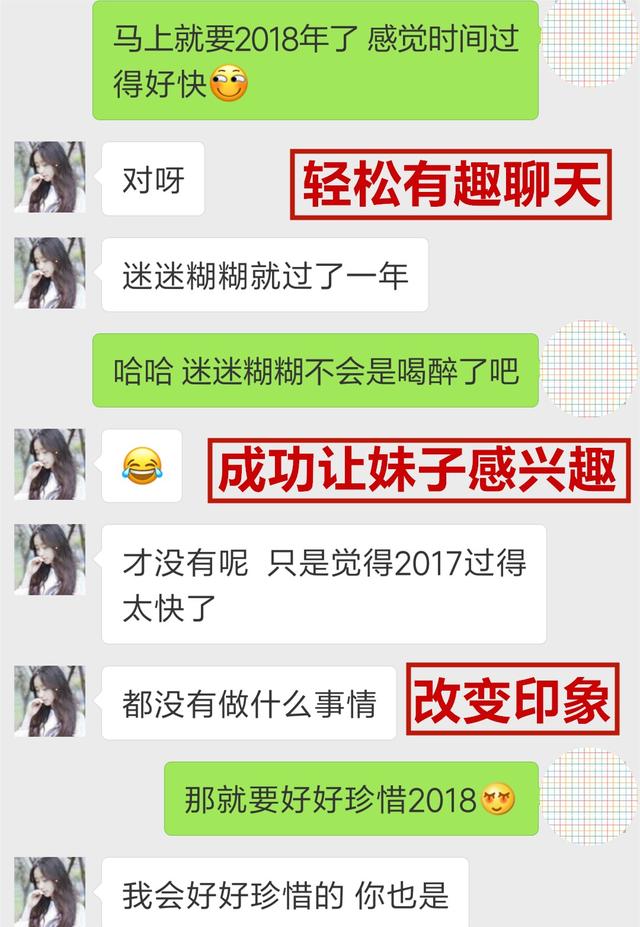 马上就要2018年了 感觉时间过
得好快
对呀
轻松有趣聊天
迷迷糊糊就过了一年
哈哈 迷迷糊糊不会是喝醉了吧
成功让妹子感兴趣
才没有呢 只是觉得2017过得
太快了
都没有做什么事情
改变印象
那就要好好珍惜2018
我会好好珍惜的 你也是